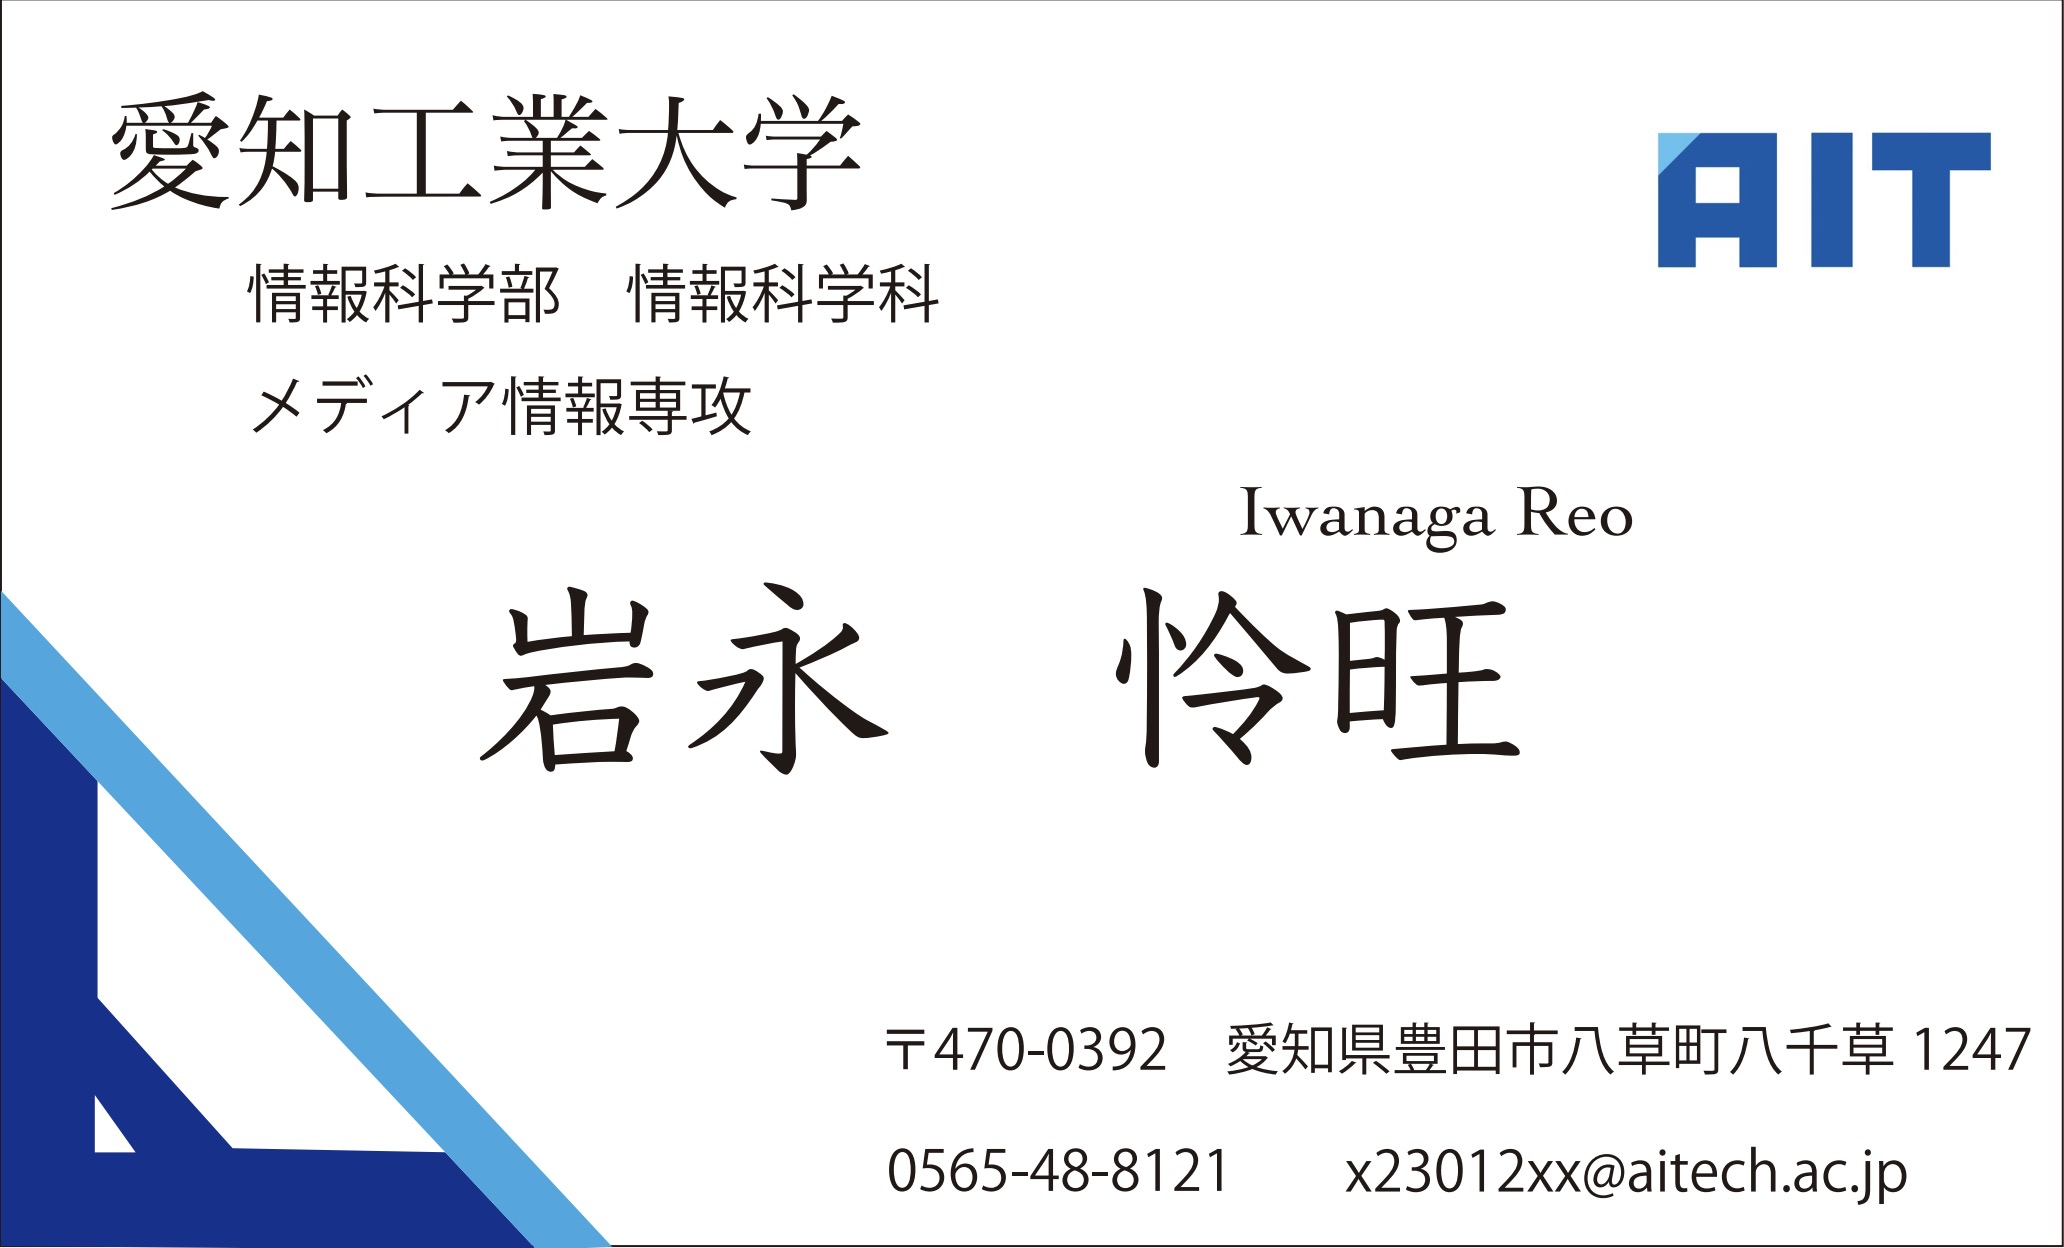 愛知工業大学
AIT
情報科学部　情報科学科
メディア情報専攻
Iwanaga Reo
岩永　怜旺
〒470-0392　愛知県豊田市八草町八千草 1247
0565-48-8121　x23012xx@aitech.ac.jp